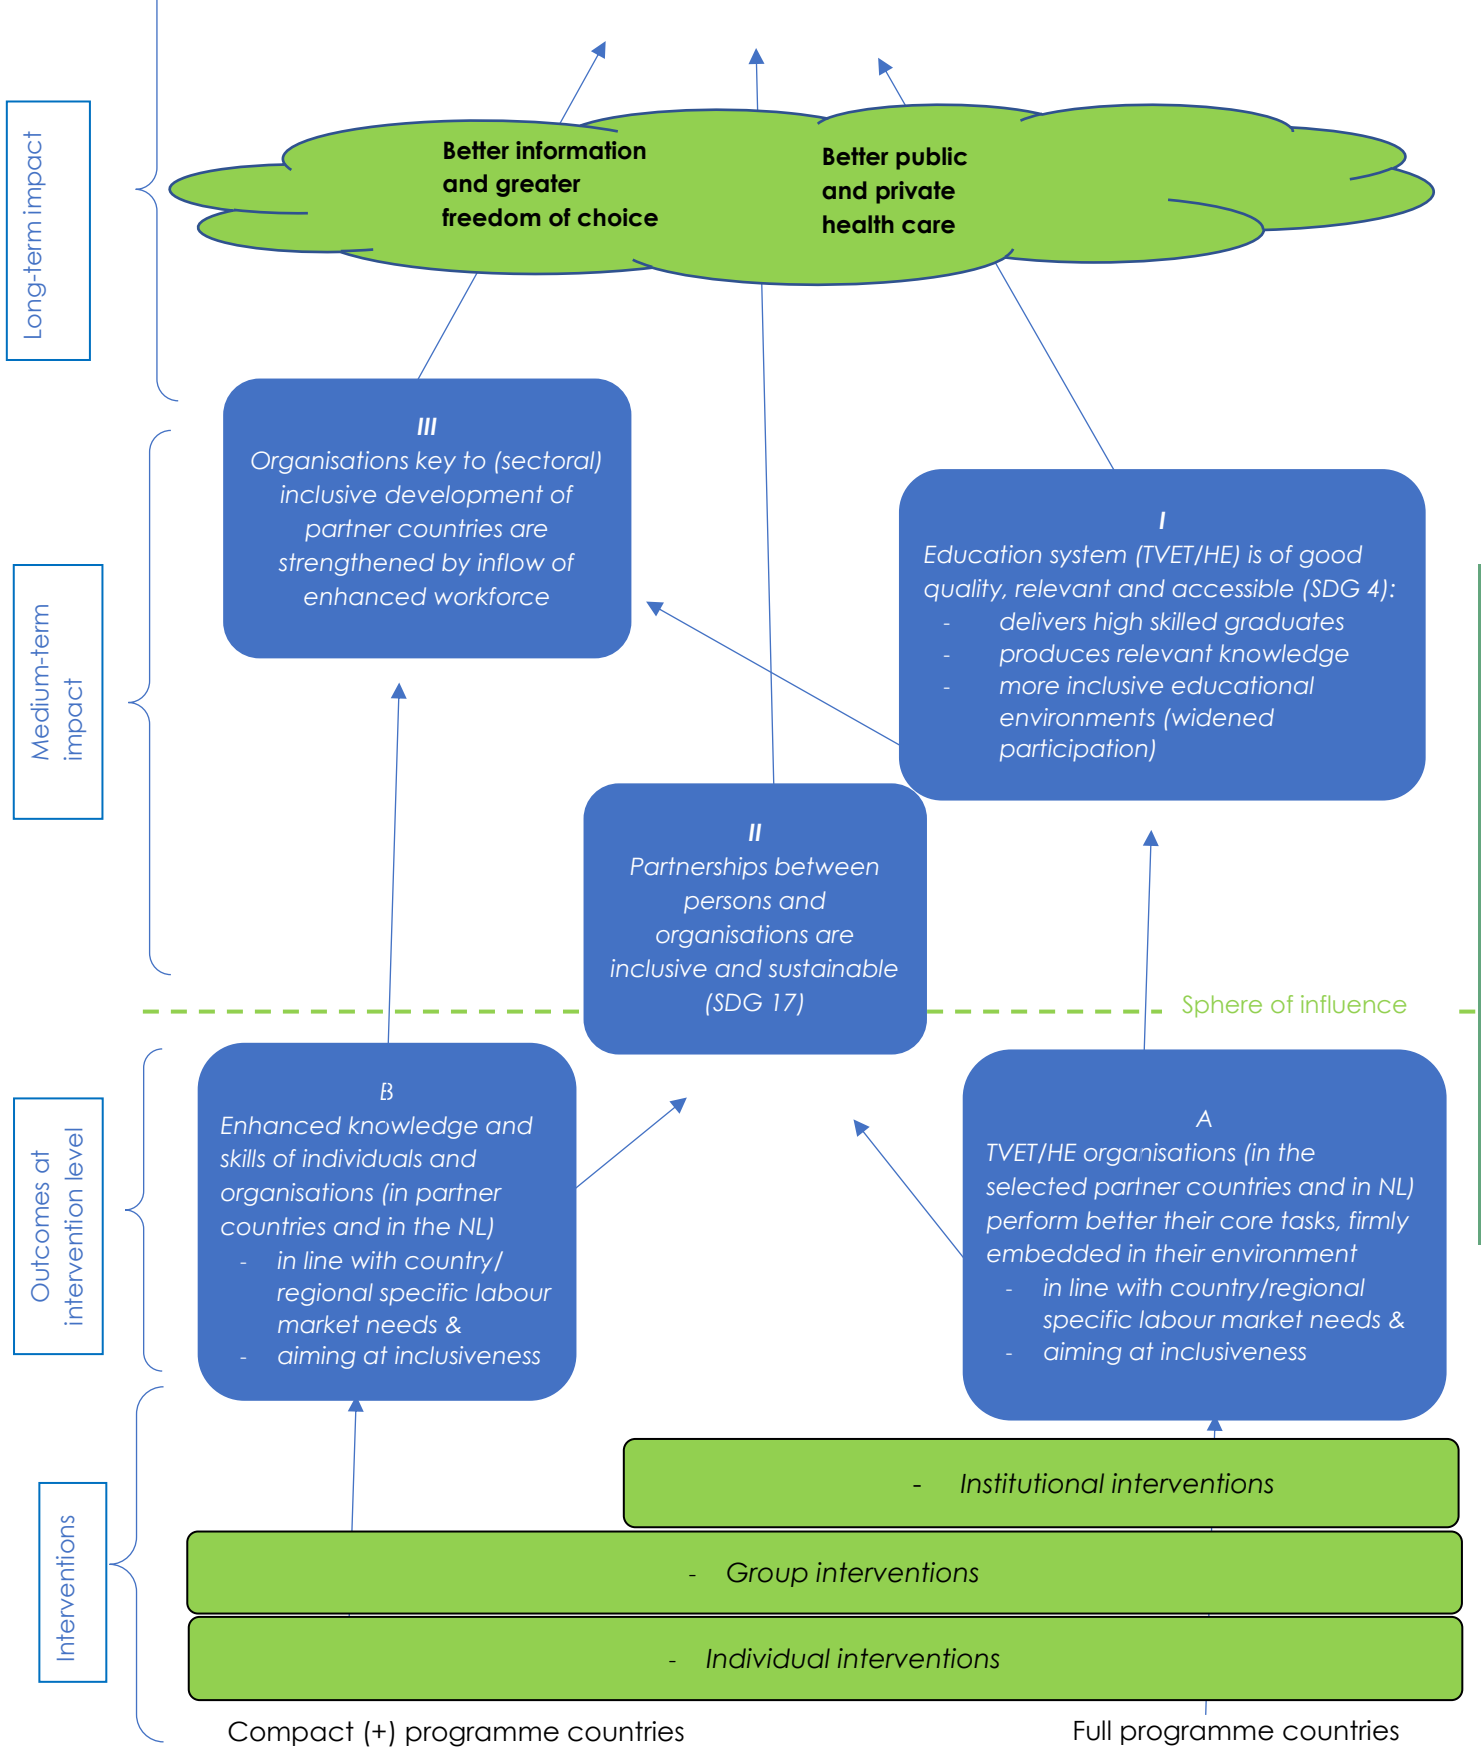 Long-term impact
Better information
and greater
freedom of choice
Better public
and private
health care
Medium-term
impact
III
Organisations key to (sectoral)
inclusive development of
partner countries are
strengthened by inflow of
enhanced workforce
I
Education system (TVET/HE) is of good
quality, relevant and accessible (SDG 4):
- delivers high skilled graduates
- produces relevant knowledge
- more inclusive educational
environments (widened
participation)
II
Partnerships between
persons and
organisations are
inclusive and sustainable
(SDG 17)
Sphere of influence
Outcomes at
intervention level
B
Enhanced knowledge and
skills of individuals and
organisations (in partner
countries and in the NL)
- in line with country/
regional specific labour
market needs &
- aiming at inclusiveness
A
TVET/HE organisations (in the
selected partner countries and in NL)
perform better their core tasks, firmly
embedded in their environment
- in line with country/regional
specific labour market needs &
- aiming at inclusiveness
Interventions
- Institutional interventions
- Group interventions
- Individual interventions
Compact (+) programme countries
Full programme countries